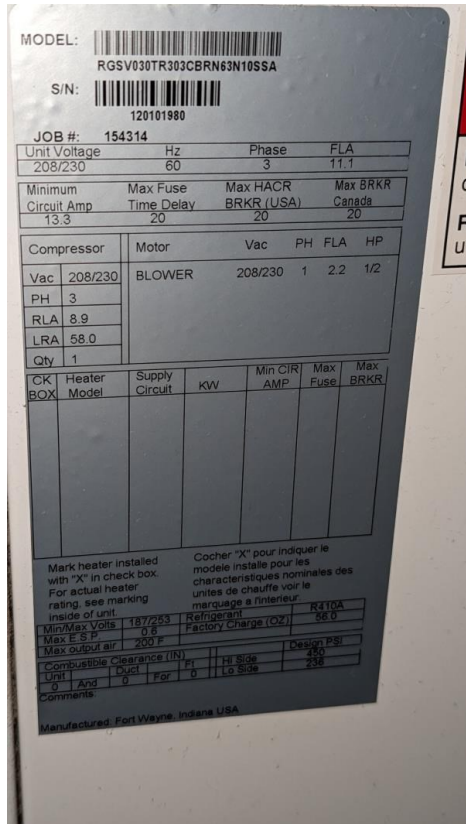 MODEL:
RGSV030TR303CBRN63N10SSA
S/N:
120101980
JOB #: 154314
Unit Voltage Hz Phase FLA
208/230 60 3 11.1
Minimum Circuit Amp Max Fuse Time Delay Max HACR BRKR (USA) Max BRKR Canada
13.3 20 20 20
Compressor Motor Vac PH FLA HP
Vac 208/230 BLOWER 208/230 1 2.2 1/2
PH 3
RLA 8.9
LRA 58.0
Qty 1
CK BOX Heater Model Supply Circuit KW Min CIR AMP Max Fuse Max BRKR
Mark heater installed
with "X" in check box.
For actual heater
rating, see marking
inside of unit.
Cocher "X" pour indiquer le
modele installe pour les
characteristiques nominales des
unites de chauffe voir le
marquage a l'interieur.
Min/Max Volts 187/253 Refrigerant R410A
Max E.S.P. 0.6 Factory Charge (OZ) 56.0
Max output air 200 F
Combustible Clearance (IN) Design PSI
Unit Duct Ft Hi Side 450
0 And 0 For 0 Lo Side 236
Comments:
Manufactured: Fort Wayne, Indiana USA